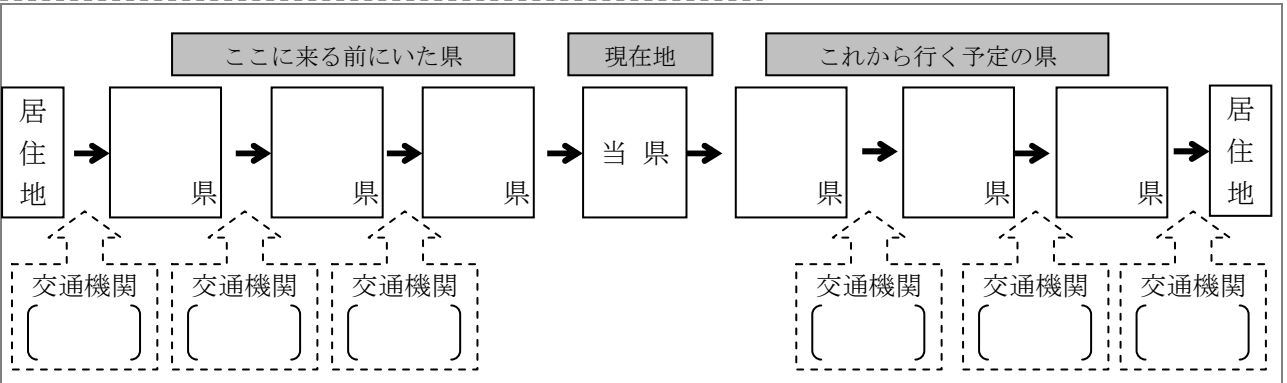 ここに来る前にいた県 現在地 これから行く予定の県
居住地 県 県 県 当県 県 県 県 居住地
交通機関 交通機関 交通機関 交通機関 交通機関 交通機関